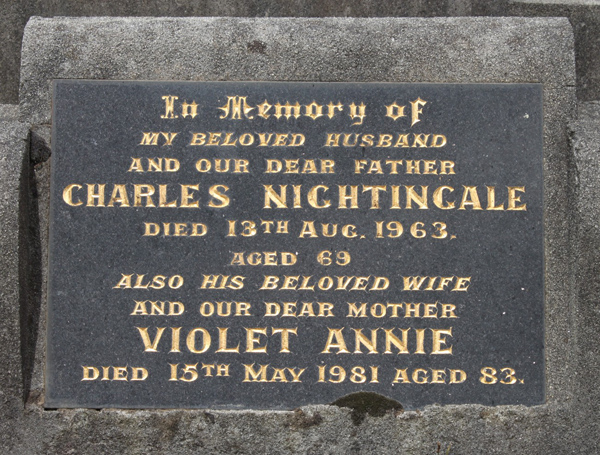 In Memory of
MY BELOVED HUSBAND
AND OUR DEAR FATHER
CHARLES NIGHTINGALE
DIED 13TH AUG. 1963.
AGED 69
ALSO HIS BELOVED WIFE
AND OUR DEAR MOTHER
VIOLET ANNIE
DIED 15TH MAY 1981 AGED 83.